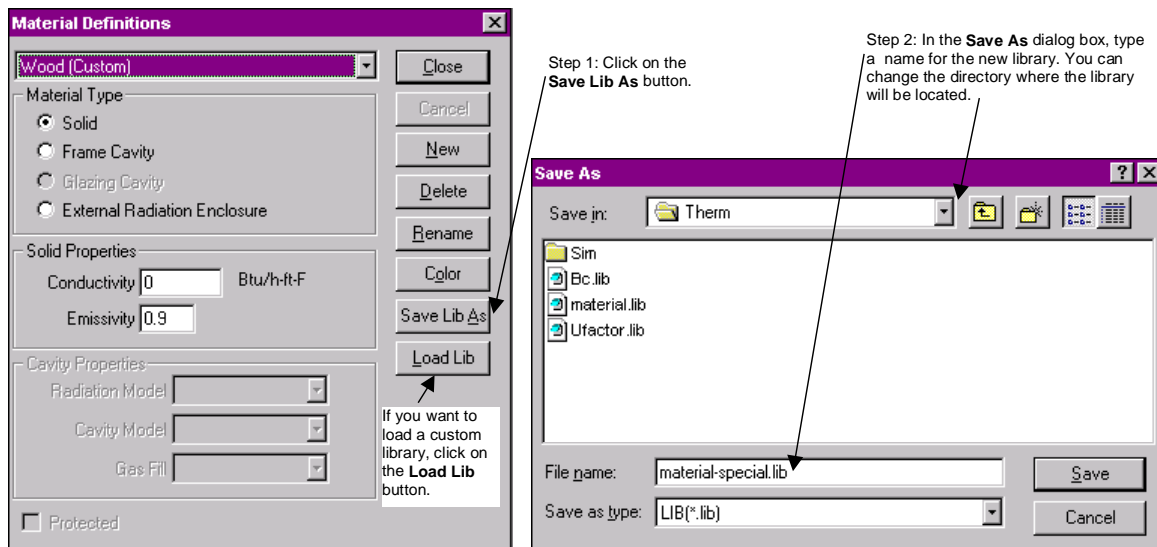 Material Definitions
Wood (Custom)
Material Type
Solid
Frame Cavity
Glazing Cavity
External Radiation Enclosure
Solid Properties
Conductivity 0 Btu/h-ft-F
Emissivity 0.9
Cavity Properties
Radiation Model
Cavity Model
Gas Fill
Protected
Close
Cancel
New
Delete
Rename
Color
Save Lib As
Load Lib
If you want to
load a custom
library, click on
the Load Lib
button.
Step 1: Click on the
Save Lib As button.
Step 2: In the Save As dialog box, type
a name for the new library. You can
change the directory where the library
will be located.
Save As
?
Save in: Therm
Sim
Bc.lib
material.lib
Ufactor.lib
File name: material-special.lib
Save
Save as type: LIB(*.lib)
Cancel